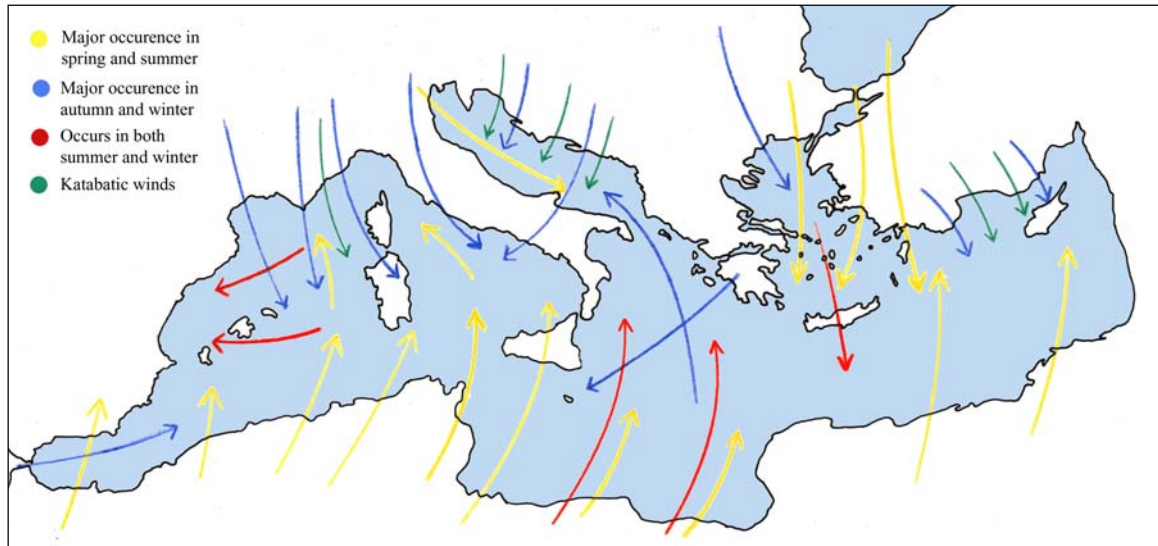 Major occurence in
spring and summer
Major occurence in
autumn and winter
Occurs in both
summer and winter
Katabatic winds